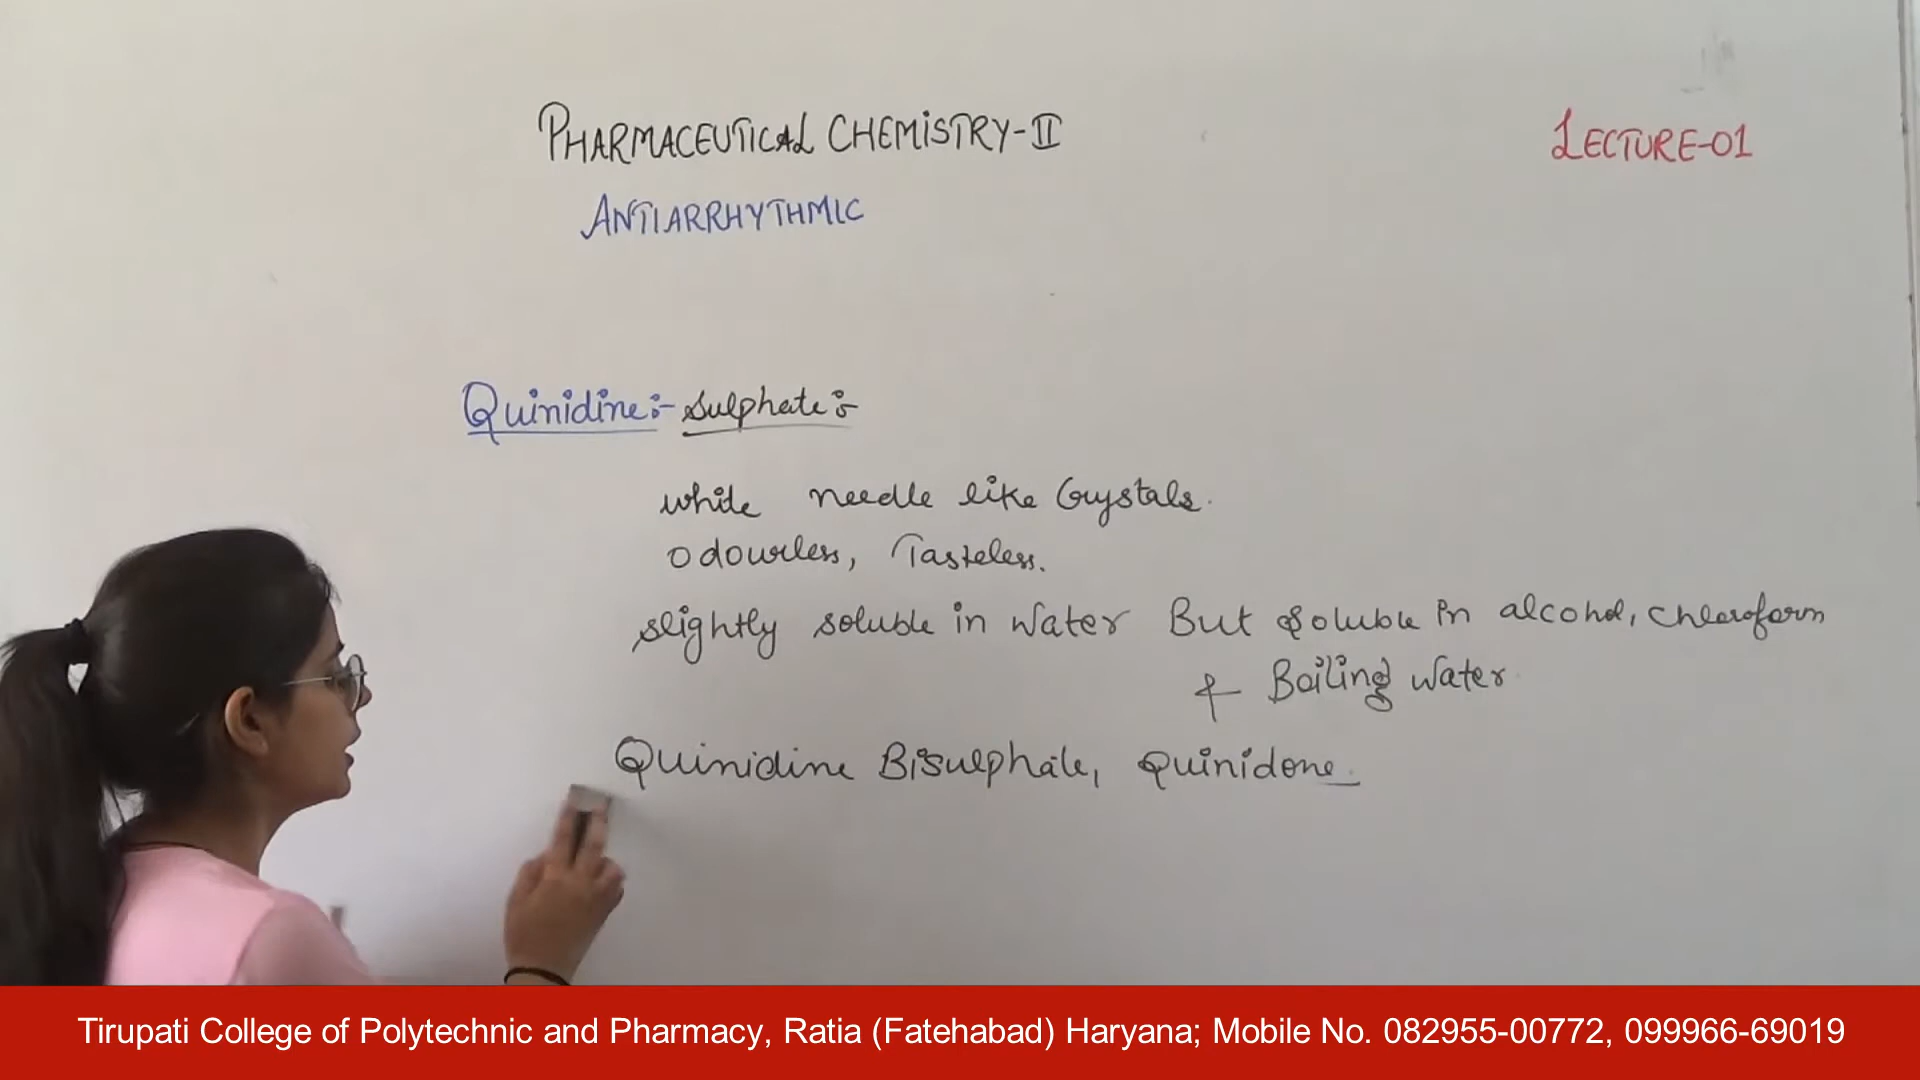 PHARMACEUTICAL CHEMISTRY-II
LECTURE-01
ANTIARRHYTHMIC
Quinidine:- Sulphate:-
white needle like Crystals.
Odourless, Tasteless.
slightly soluble in Water But soluble in alcohol, chloroform
& Boiling Water
Quinidine Bisulphate, Quinidone.
Tirupati College of Polytechnic and Pharmacy, Ratia (Fatehabad) Haryana; Mobile No. 082955-00772, 099966-69019